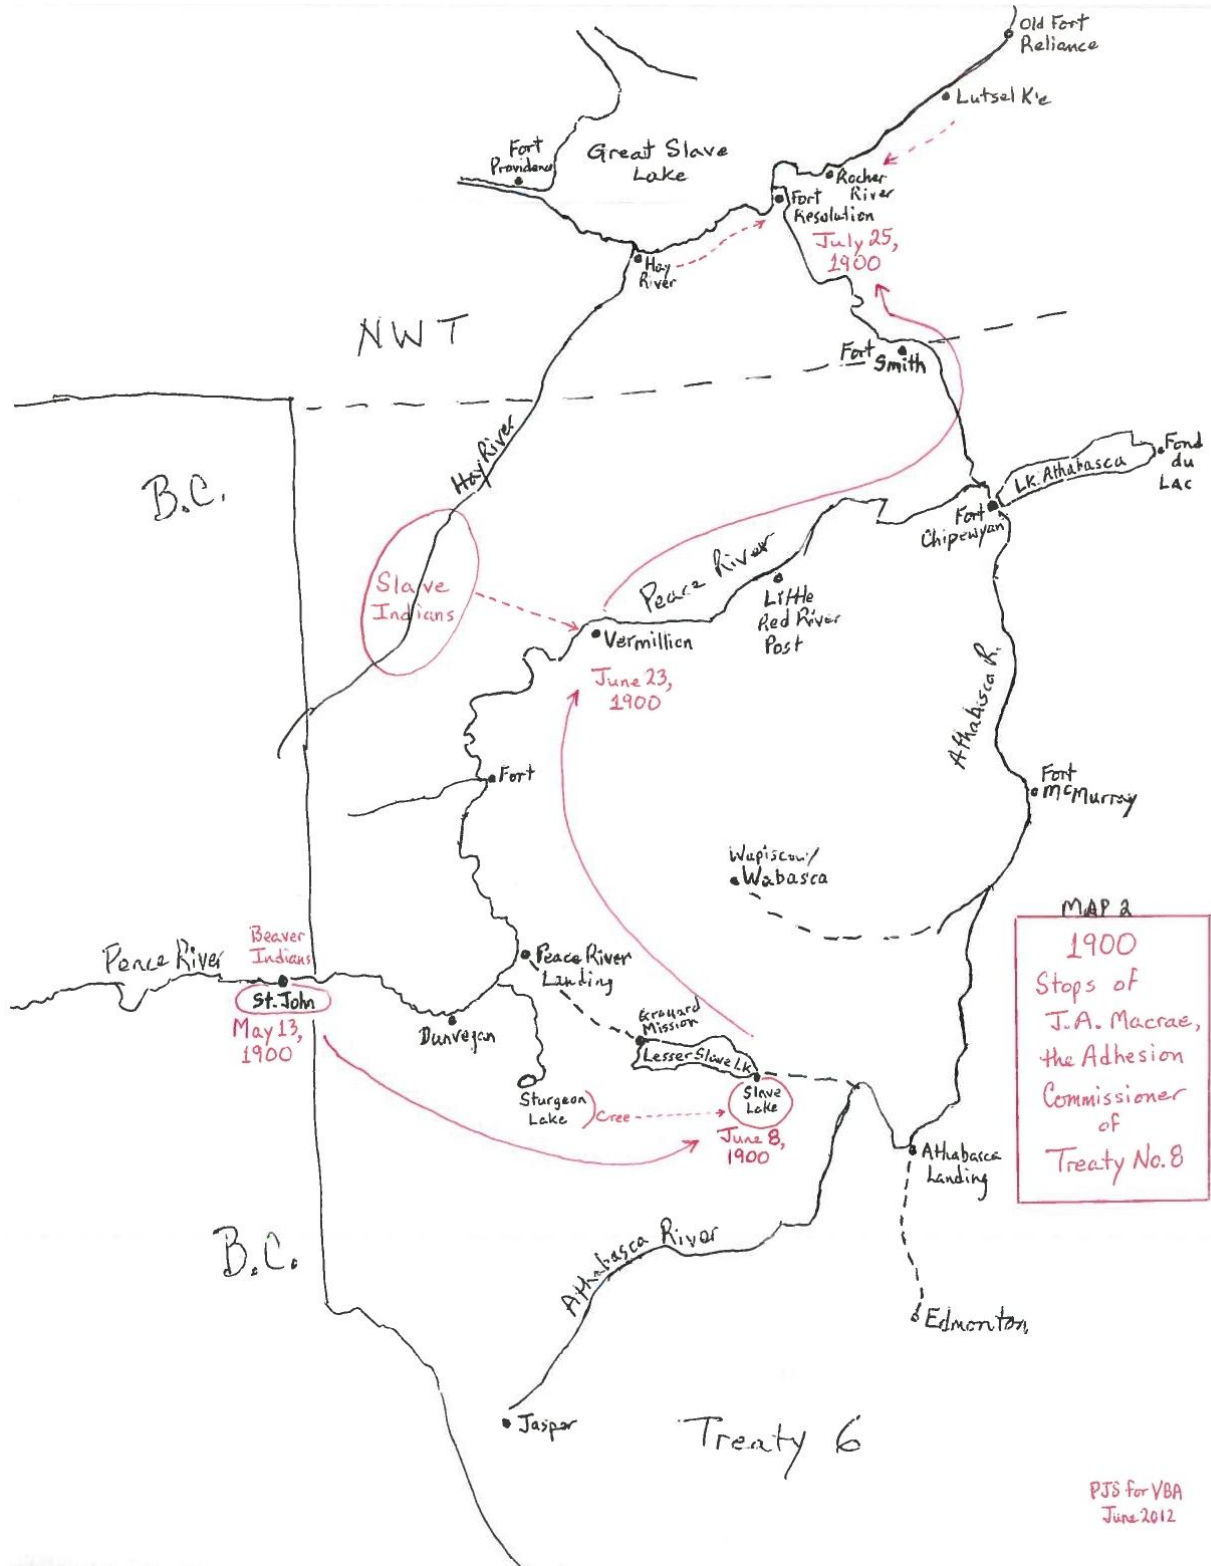 Old Fort
Reliance
Lutsel K'e
Fort
Providence
Great Slave
Lake
Rocher
River
Fort
Resolution
July 25,
1900
Hay
River
NWT
Fort
Smith
Hay River
B.C.
Fond
du
Lac
Lk. Athabasca
Fort
Chipewyan
Slave
Indians
Peace River
Little
Red River
Post
Vermillion
June 23,
1900
Athabasca R.
Fort
Fort
McMurray
Wapiscow/
Wabasca
MAP 2
1900
Stops of
J.A. Macrae,
the Adhesion
Commissioner
of
Treaty No. 8
Peace River
Beaver
Indians
St. John
May 13,
1900
Peace River
Landing
Dunvegan
Grouard
Mission
Lesser Slave Lk.
Slave
Lake
June 8,
1900
Sturgeon
Lake
Cree
Athabasca
Landing
B.C.
Athabasca River
Edmonton
Jasper
Treaty 6
PJS for VBA
June 2012